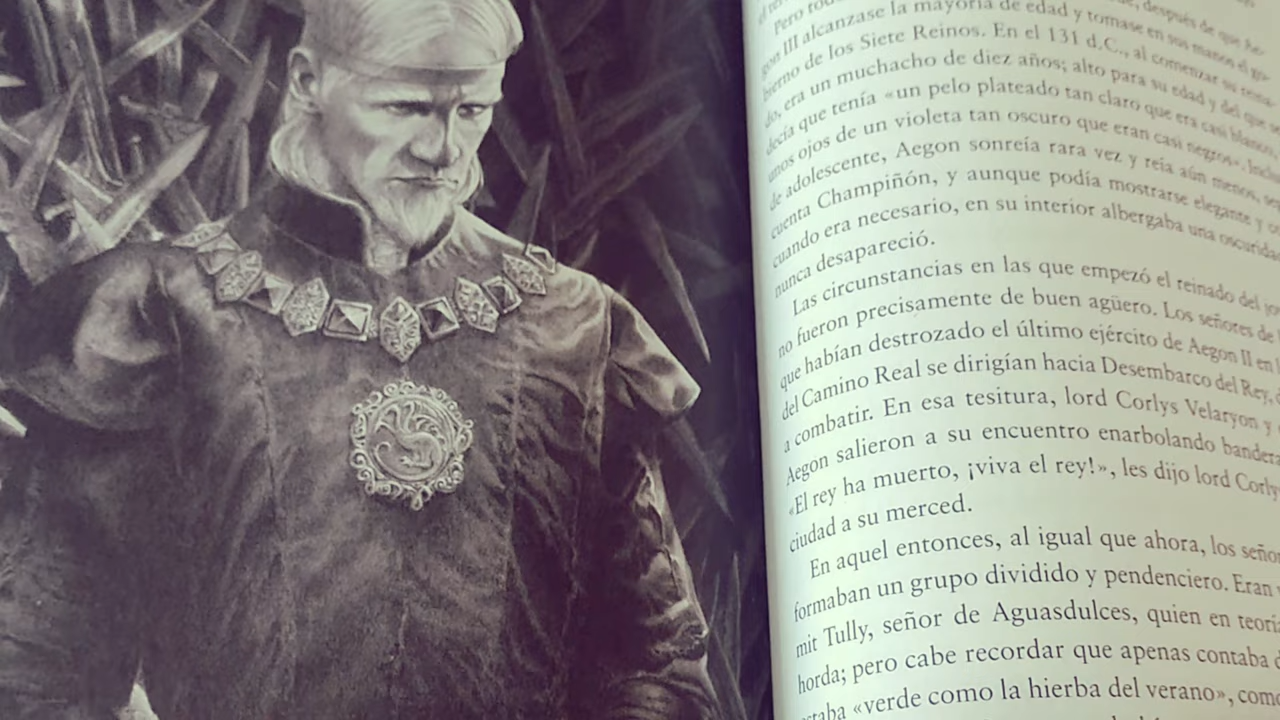 después de que
Pero
gon III alcanzase la mayoría de edad y tomase en sus manos el go-
bierno de los Siete Reinos. En el 131 d.C., al comenzar su reina-
do, era un muchacho de diez años; alto para su edad y del que se
decía que tenía «un pelo plateado tan claro que era casi blanco,
unos ojos de un violeta tan oscuro que eran casi negros».
de adolescente, Aegon sonreía rara vez y reía aún menos,
cuenta Champiñón, y aunque podía mostrarse elegante y
cuando era necesario, en su interior albergaba una oscuridad
nunca desapareció.
Las circunstancias en las que empezó el reinado del
no fueron precisamente de buen agüero. Los señores de
que habían destrozado el último ejército de Aegon II en
del Camino Real se dirigían hacia Desembarco del Rey,
a combatir. En esa tesitura, lord Corlys Velaryon y
Aegon salieron a su encuentro enarbolando
«El rey ha muerto, ¡viva el rey!», les dijo lord
ciudad a su merced.
En aquel entonces, al igual que ahora, los
formaban un grupo dividido y pendenciero. Eran
mit Tully, señor de Aguasdulces, quien en
horda; pero cabe recordar que apenas contaba
«verde como la hierba del verano»,